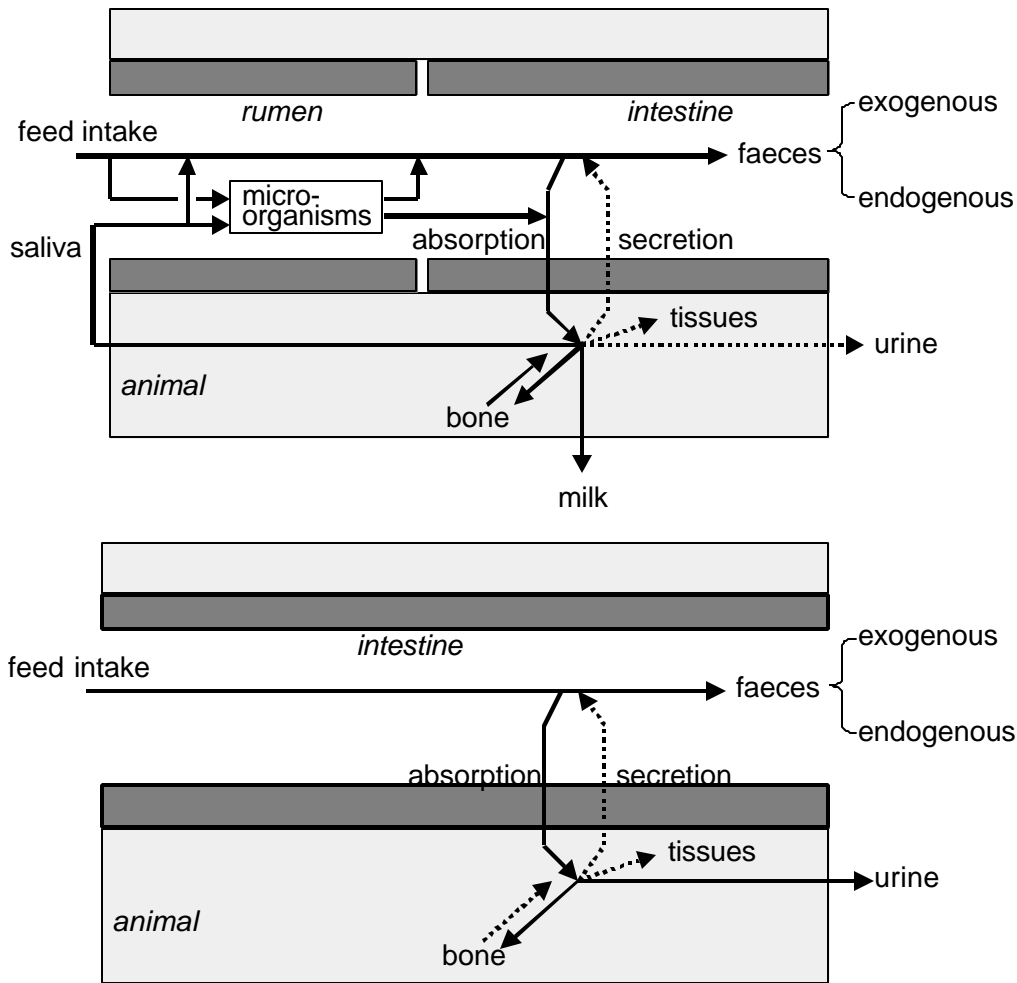 rumen
intestine
exogenous
feed intake
faeces
endogenous
micro-
organisms
saliva
absorption
secretion
tissues
urine
animal
bone
milk
intestine
exogenous
feed intake
faeces
endogenous
absorption
secretion
tissues
urine
animal
bone